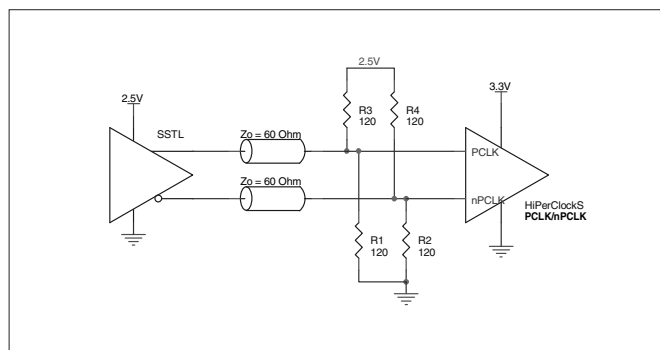 2.5V
2.5V
3.3V
R3
120
R4
120
SSTL
Zo = 60 Ohm
PCLK
Zo = 60 Ohm
nPCLK
HiPerClockS
PCLK/nPCLK
R1
120
R2
120